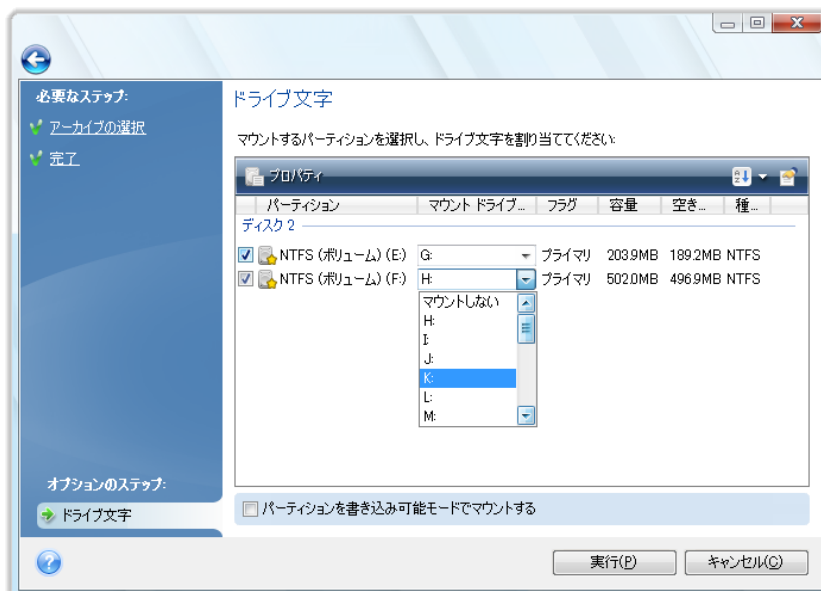 必要なステップ:
アーカイブの選択
完了
ドライブ文字
マウントするパーティションを選択し、ドライブ文字を割り当ててください:
プロパティ
パーティション マウント ドライブ... フラグ 容量 空き... 種...
ディスク 2
NTFS (ボリューム) (E:) G: プライマリ 203.9MB 189.2MB NTFS
NTFS (ボリューム) (F:) H: プライマリ 502.0MB 496.9MB NTFS
マウントしない
H:
I:
J:
K:
L:
M:
オプションのステップ:
ドライブ文字
パーティションを書き込み可能モードでマウントする
実行(P) キャンセル(C)